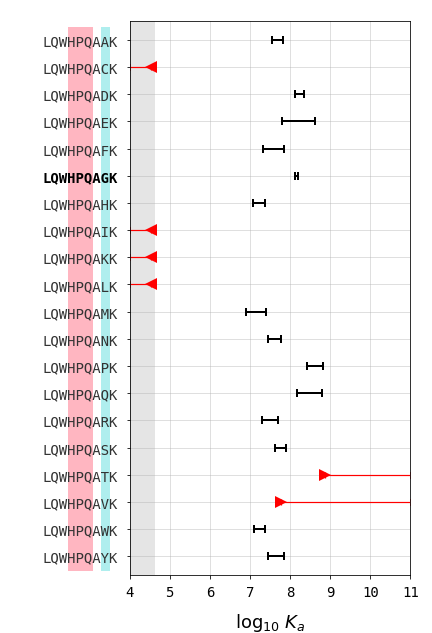 LQWHPQAAK
LQWHPQACK
LQWHPQADK
LQWHPQAEK
LQWHPQAFK
LQWHPQAGK
LQWHPQAHK
LQWHPQAIK
LQWHPQAKK
LQWHPQALK
LQWHPQAMK
LQWHPQANK
LQWHPQAPK
LQWHPQAQK
LQWHPQARK
LQWHPQASK
LQWHPQATK
LQWHPQAVK
LQWHPQAWK
LQWHPQAYK
4 5 6 7 8 9 10 11
log₁₀ Kₐ